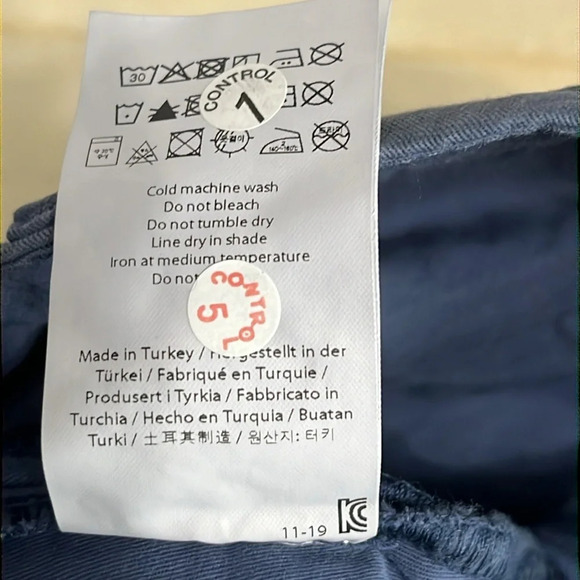 30
CONTROL
1
Cold machine wash
Do not bleach
Do not tumble dry
Line dry in shade
Iron at medium temperature
Do not
CONTROL
5
Made in Turkey / Hergestellt in der
Türkei / Fabriqué en Turquie /
Produsert i Tyrkia / Fabbricato in
Turchia / Hecho en Turquia / Buatan
Turki / 土耳其制造 / 원산지: 터키
11-19